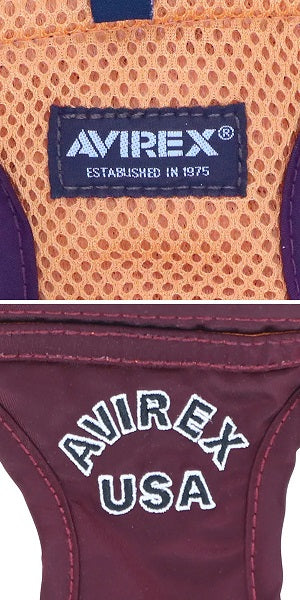 AVIREX®
ESTABLISHED IN 1975
AVIREX
USA